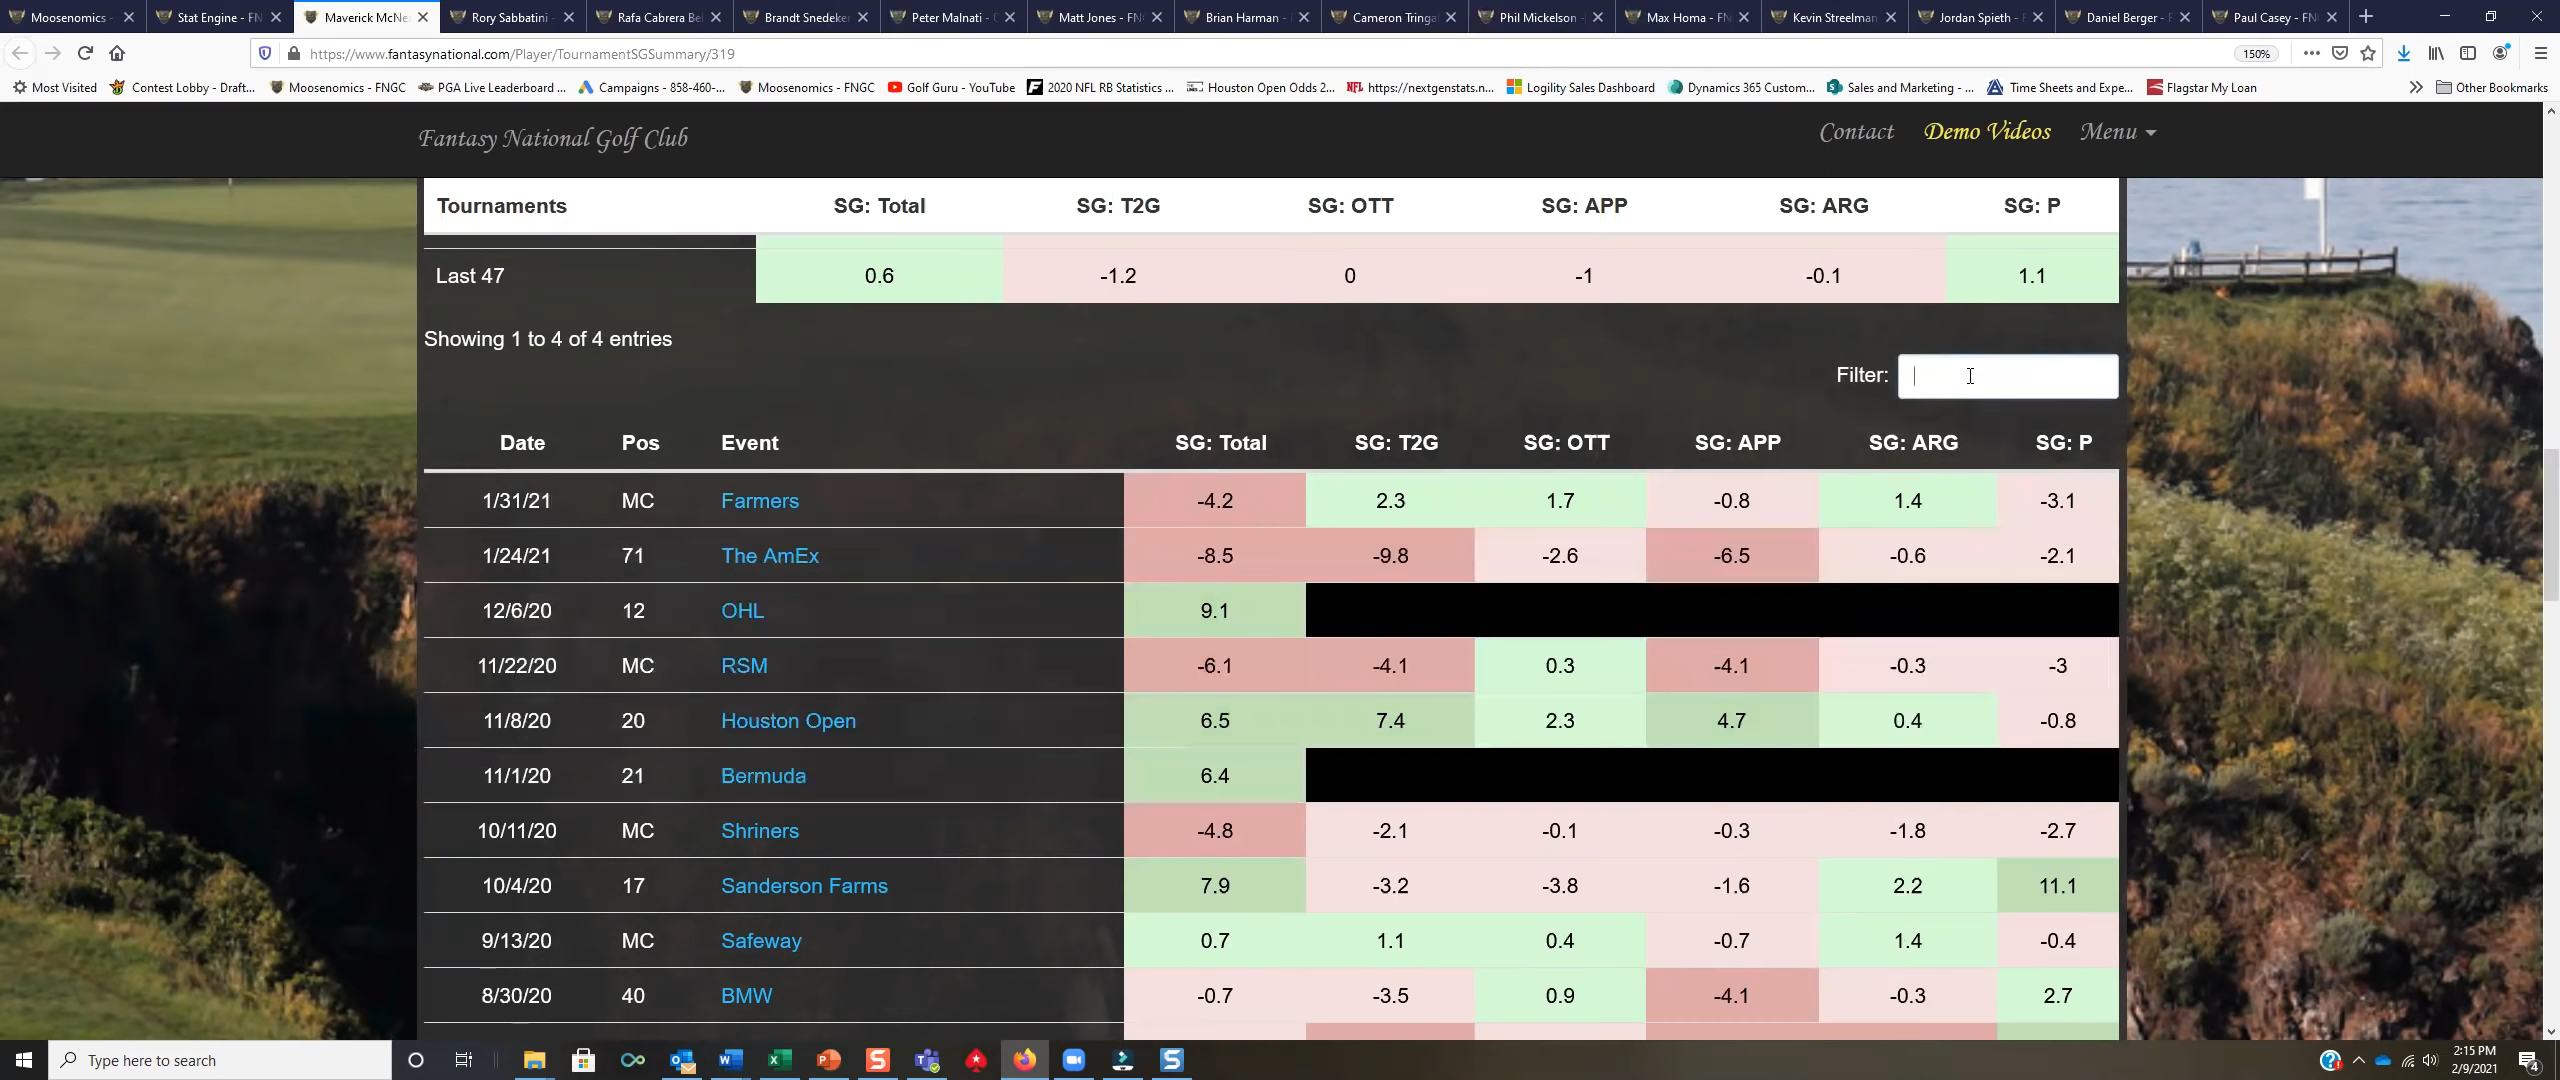 Moosenomics -
Stat Engine - FN
Maverick McNe
Rory Sabbatini -
Rafa Cabrera Be
Brandt Snedeker
Peter Malnati -
Matt Jones - FN
Brian Harman -
Cameron Tringa
Phil Mickelson -
Max Homa - FN
Kevin Streelman
Jordan Spieth -
Daniel Berger -
Paul Casey - FN
https://www.fantasynational.com/Player/TournamentSGSummary/319
150%
Most Visited
Contest Lobby - Draft...
Moosenomics - FNGC
PGA Live Leaderboard ...
Campaigns - 858-460-...
Moosenomics - FNGC
Golf Guru - YouTube
2020 NFL RB Statistics ...
Houston Open Odds 2...
https://nextgenstats.n...
Logility Sales Dashboard
Dynamics 365 Custom...
Sales and Marketing - ...
Time Sheets and Expe...
Flagstar My Loan
Other Bookmarks
Fantasy National Golf Club
Contact Demo Videos Menu
Tournaments SG: Total SG: T2G SG: OTT SG: APP SG: ARG SG: P
Last 47 0.6 -1.2 0 -1 -0.1 1.1
Showing 1 to 4 of 4 entries
Filter:
Date Pos Event SG: Total SG: T2G SG: OTT SG: APP SG: ARG SG: P
1/31/21 MC Farmers -4.2 2.3 1.7 -0.8 1.4 -3.1
1/24/21 71 The AmEx -8.5 -9.8 -2.6 -6.5 -0.6 -2.1
12/6/20 12 OHL 9.1
11/22/20 MC RSM -6.1 -4.1 0.3 -4.1 -0.3 -3
11/8/20 20 Houston Open 6.5 7.4 2.3 4.7 0.4 -0.8
11/1/20 21 Bermuda 6.4
10/11/20 MC Shriners -4.8 -2.1 -0.1 -0.3 -1.8 -2.7
10/4/20 17 Sanderson Farms 7.9 -3.2 -3.8 -1.6 2.2 11.1
9/13/20 MC Safeway 0.7 1.1 0.4 -0.7 1.4 -0.4
8/30/20 40 BMW -0.7 -3.5 0.9 -4.1 -0.3 2.7
Type here to search
2:15 PM
2/9/2021